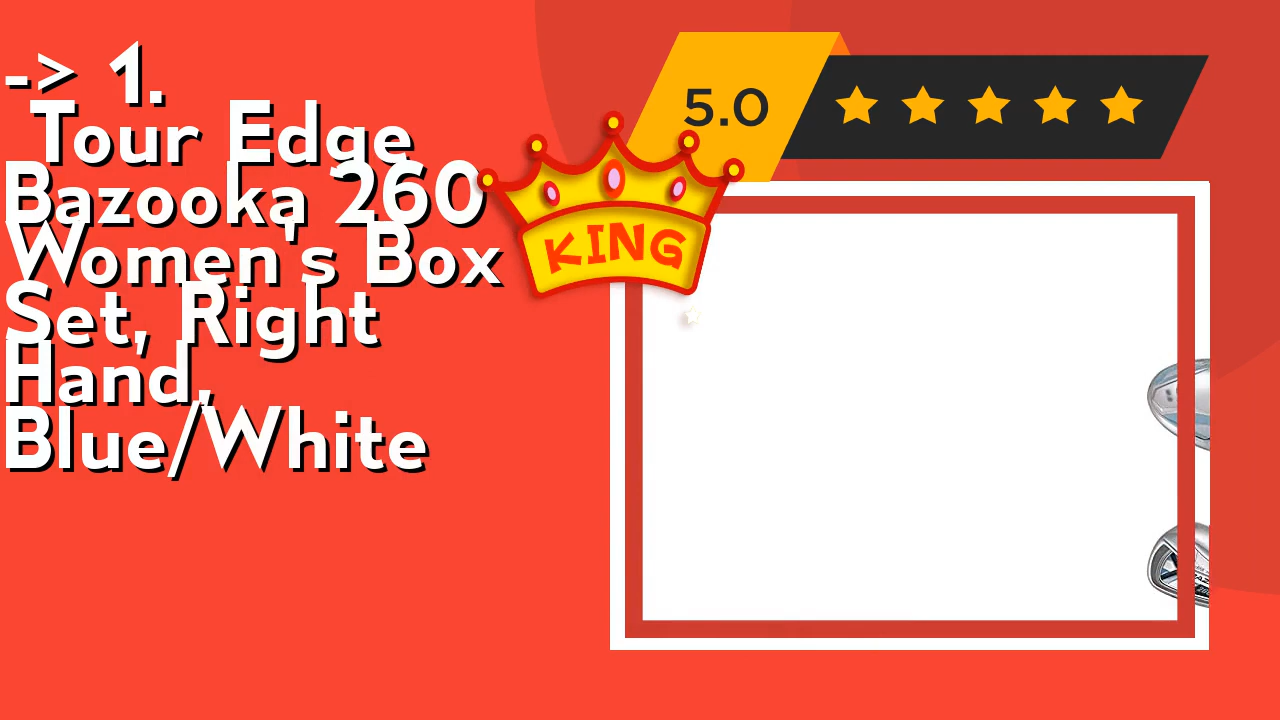 -> 1.
Tour Edge
Bazooka 260
Women's Box
Set, Right
Hand,
Blue/White
5.0
KING